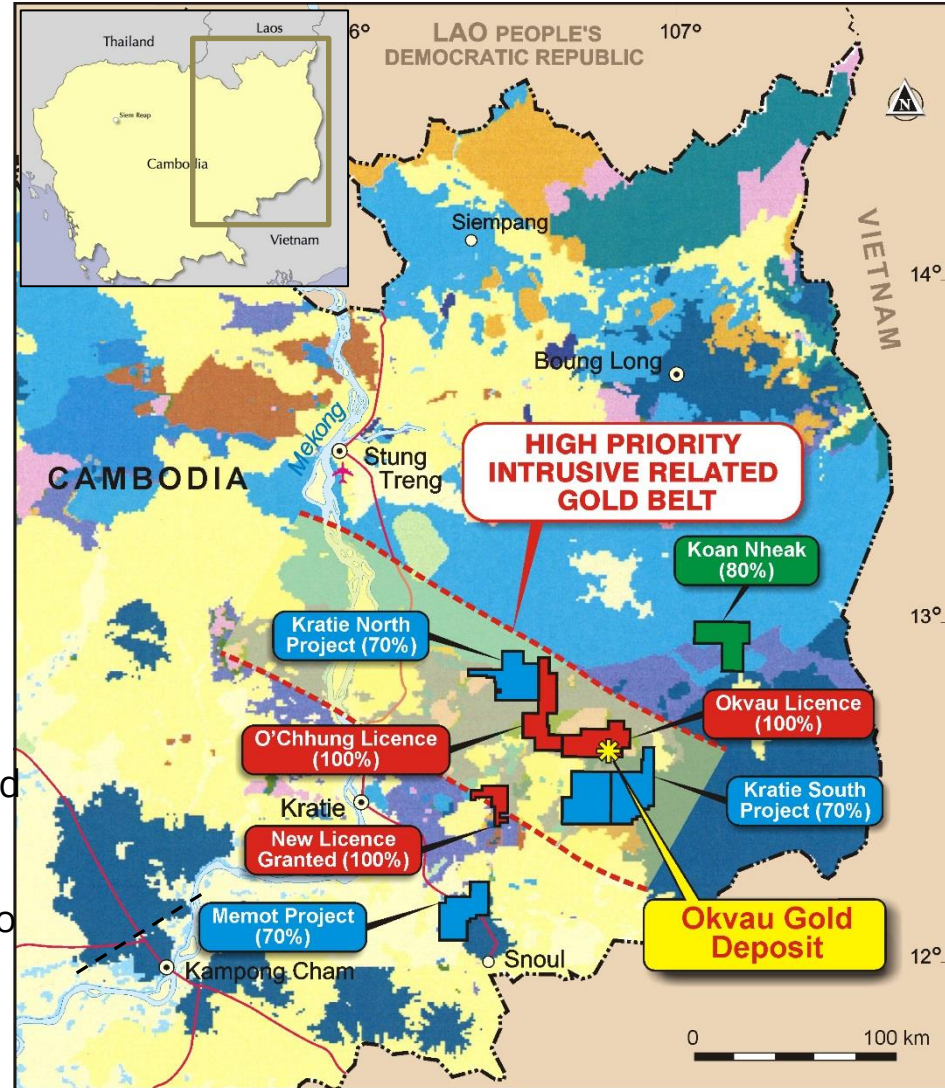 Thailand
Laos
Siem Reap
Cambodia
Vietnam
6°
LAO PEOPLE'S
DEMOCRATIC REPUBLIC
107°
N
VIETNAM
Siempang
14°
Boung Long
Mekong
Stung
Treng
CAMBODIA
HIGH PRIORITY
INTRUSIVE RELATED
GOLD BELT
Koan Nheak
(80%)
13°
Kratie North
Project (70%)
Okvau Licence
(100%)
O'Chhung Licence
(100%)
Kratie South
Project (70%)
d
Kratie
New Licence
Granted (100%)
Memot Project
(70%)
o
Okvau Gold
Deposit
Snoul
Kampong Cham
12°
0 100 km